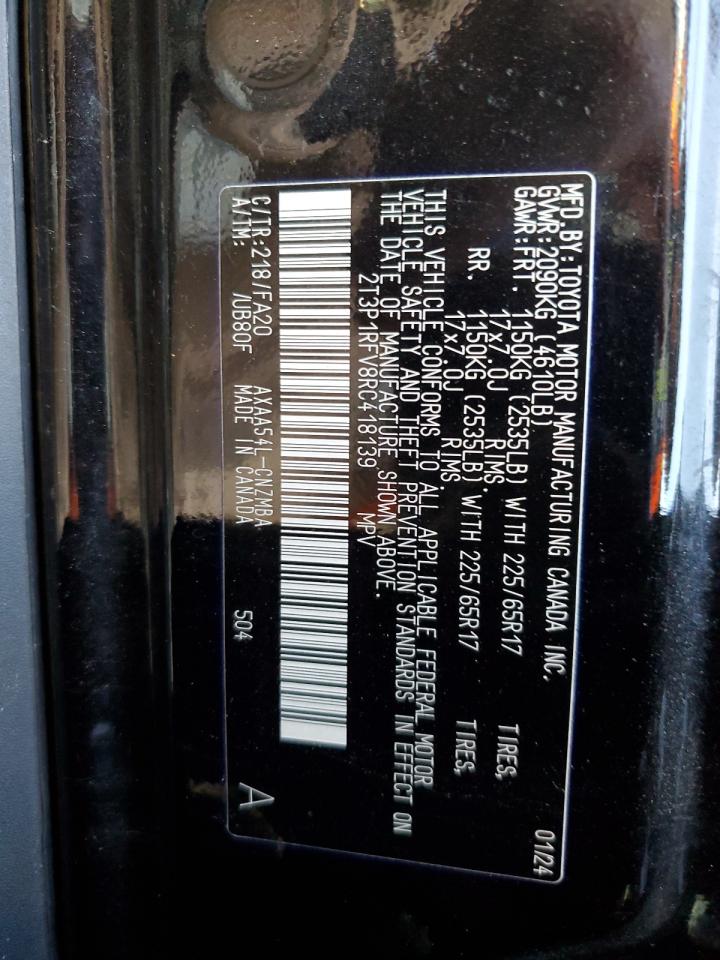 MFD.BY:TOYOTA MOTOR MANUFACTURING CANADA INC. 01/24
GVWR:2090KG (4610LB)
GAWR:FRT. 1150KG (2535LB) WITH 225/65R17 TIRES,
17x7.0J RIMS,
RR. 1150KG (2535LB) WITH 225/65R17 TIRES,
17x7.0J RIMS
THIS VEHICLE CONFORMS TO ALL APPLICABLE FEDERAL MOTOR
VEHICLE SAFETY AND THEFT PREVENTION STANDARDS IN EFFECT ON
THE DATE OF MANUFACTURE SHOWN ABOVE.
2T3P1RFV8RC418139 MPV
C/TR:218/FA20 AXAA54L-CNZMBA 504 A
A/TM: /UB80F MADE IN CANADA